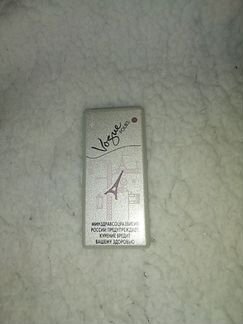 Vogue
МИНЗДРАВСОЦРАЗВИТИЯ
РОССИИ ПРЕДУПРЕЖДАЕТ:
КУРЕНИЕ ВРЕДИТ
ВАШЕМУ ЗДОРОВЬЮ